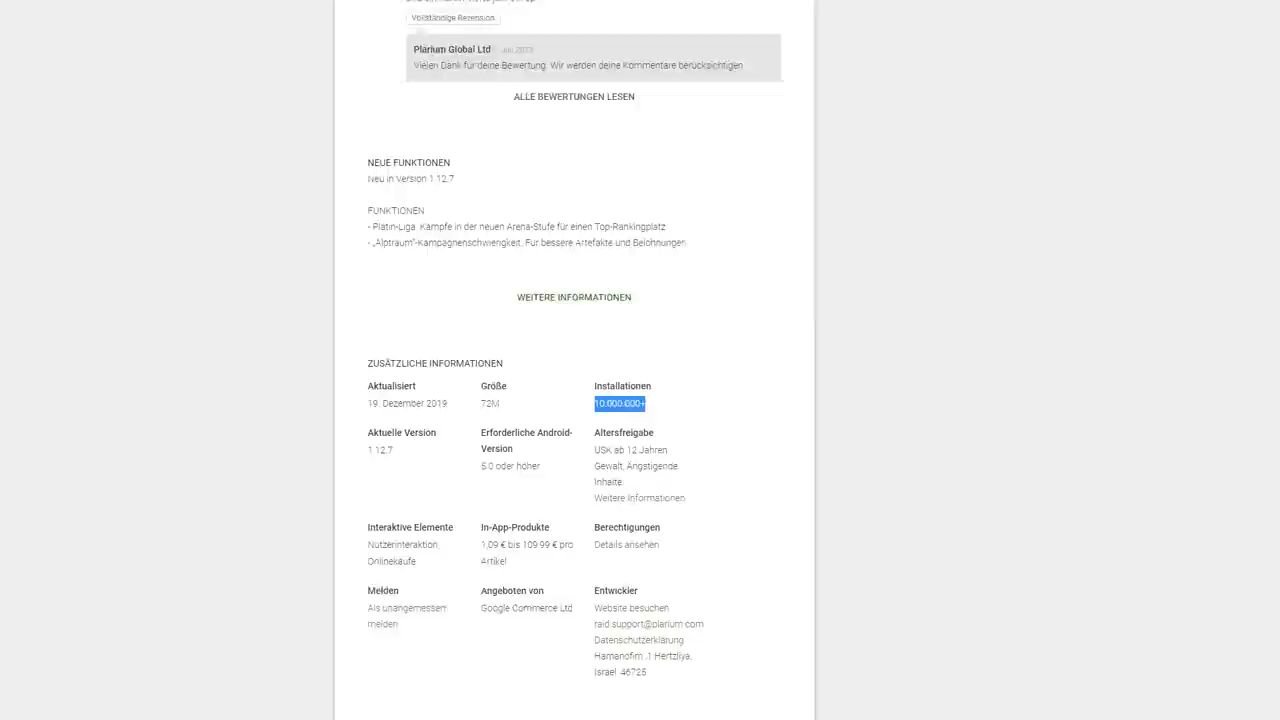 Vollständige Rezension
Plarium Global Ltd
Vielen Dank für deine Bewertung. Wir werden deine Kommentare berücksichtigen
ALLE BEWERTUNGEN LESEN
NEUE FUNKTIONEN
Neu in Version 1.12.7
FUNKTIONEN
- Platin-Liga. Kämpfe in der neuen Arena-Stufe für einen Top-Rankingplatz
- „Alptraum"-Kampagnenschwierigkeit. Für bessere Artefakte und Belohnungen.
WEITERE INFORMATIONEN
ZUSÄTZLICHE INFORMATIONEN
Aktualisiert
19. Dezember 2019
Größe
72M
Installationen
10.000.000+
Aktuelle Version
1.12.7
Erforderliche Android-
Version
5.0 oder höher
Altersfreigabe
USK ab 12 Jahren
Gewalt, Ängstigende
Inhalte
Weitere Informationen
Interaktive Elemente
Nutzerinteraktion,
Onlinekäufe
In-App-Produkte
1,09 € bis 109,99 € pro
Artikel
Berechtigungen
Details ansehen
Melden
Als unangemessen
melden
Angeboten von
Google Commerce Ltd
Entwickler
Website besuchen
raid.support@plarium.com
Datenschutzerklärung
Hamanofim .1 Hertzliya,
Israel 46725